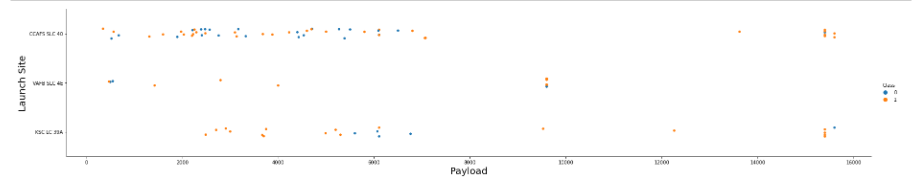 CCAFS SLC 40
VAFB SLC 4E
KSC LC 39A
Launch Site
0
2000
4000
6000
8000
10000
12000
14000
16000
Payload
Class
0
1